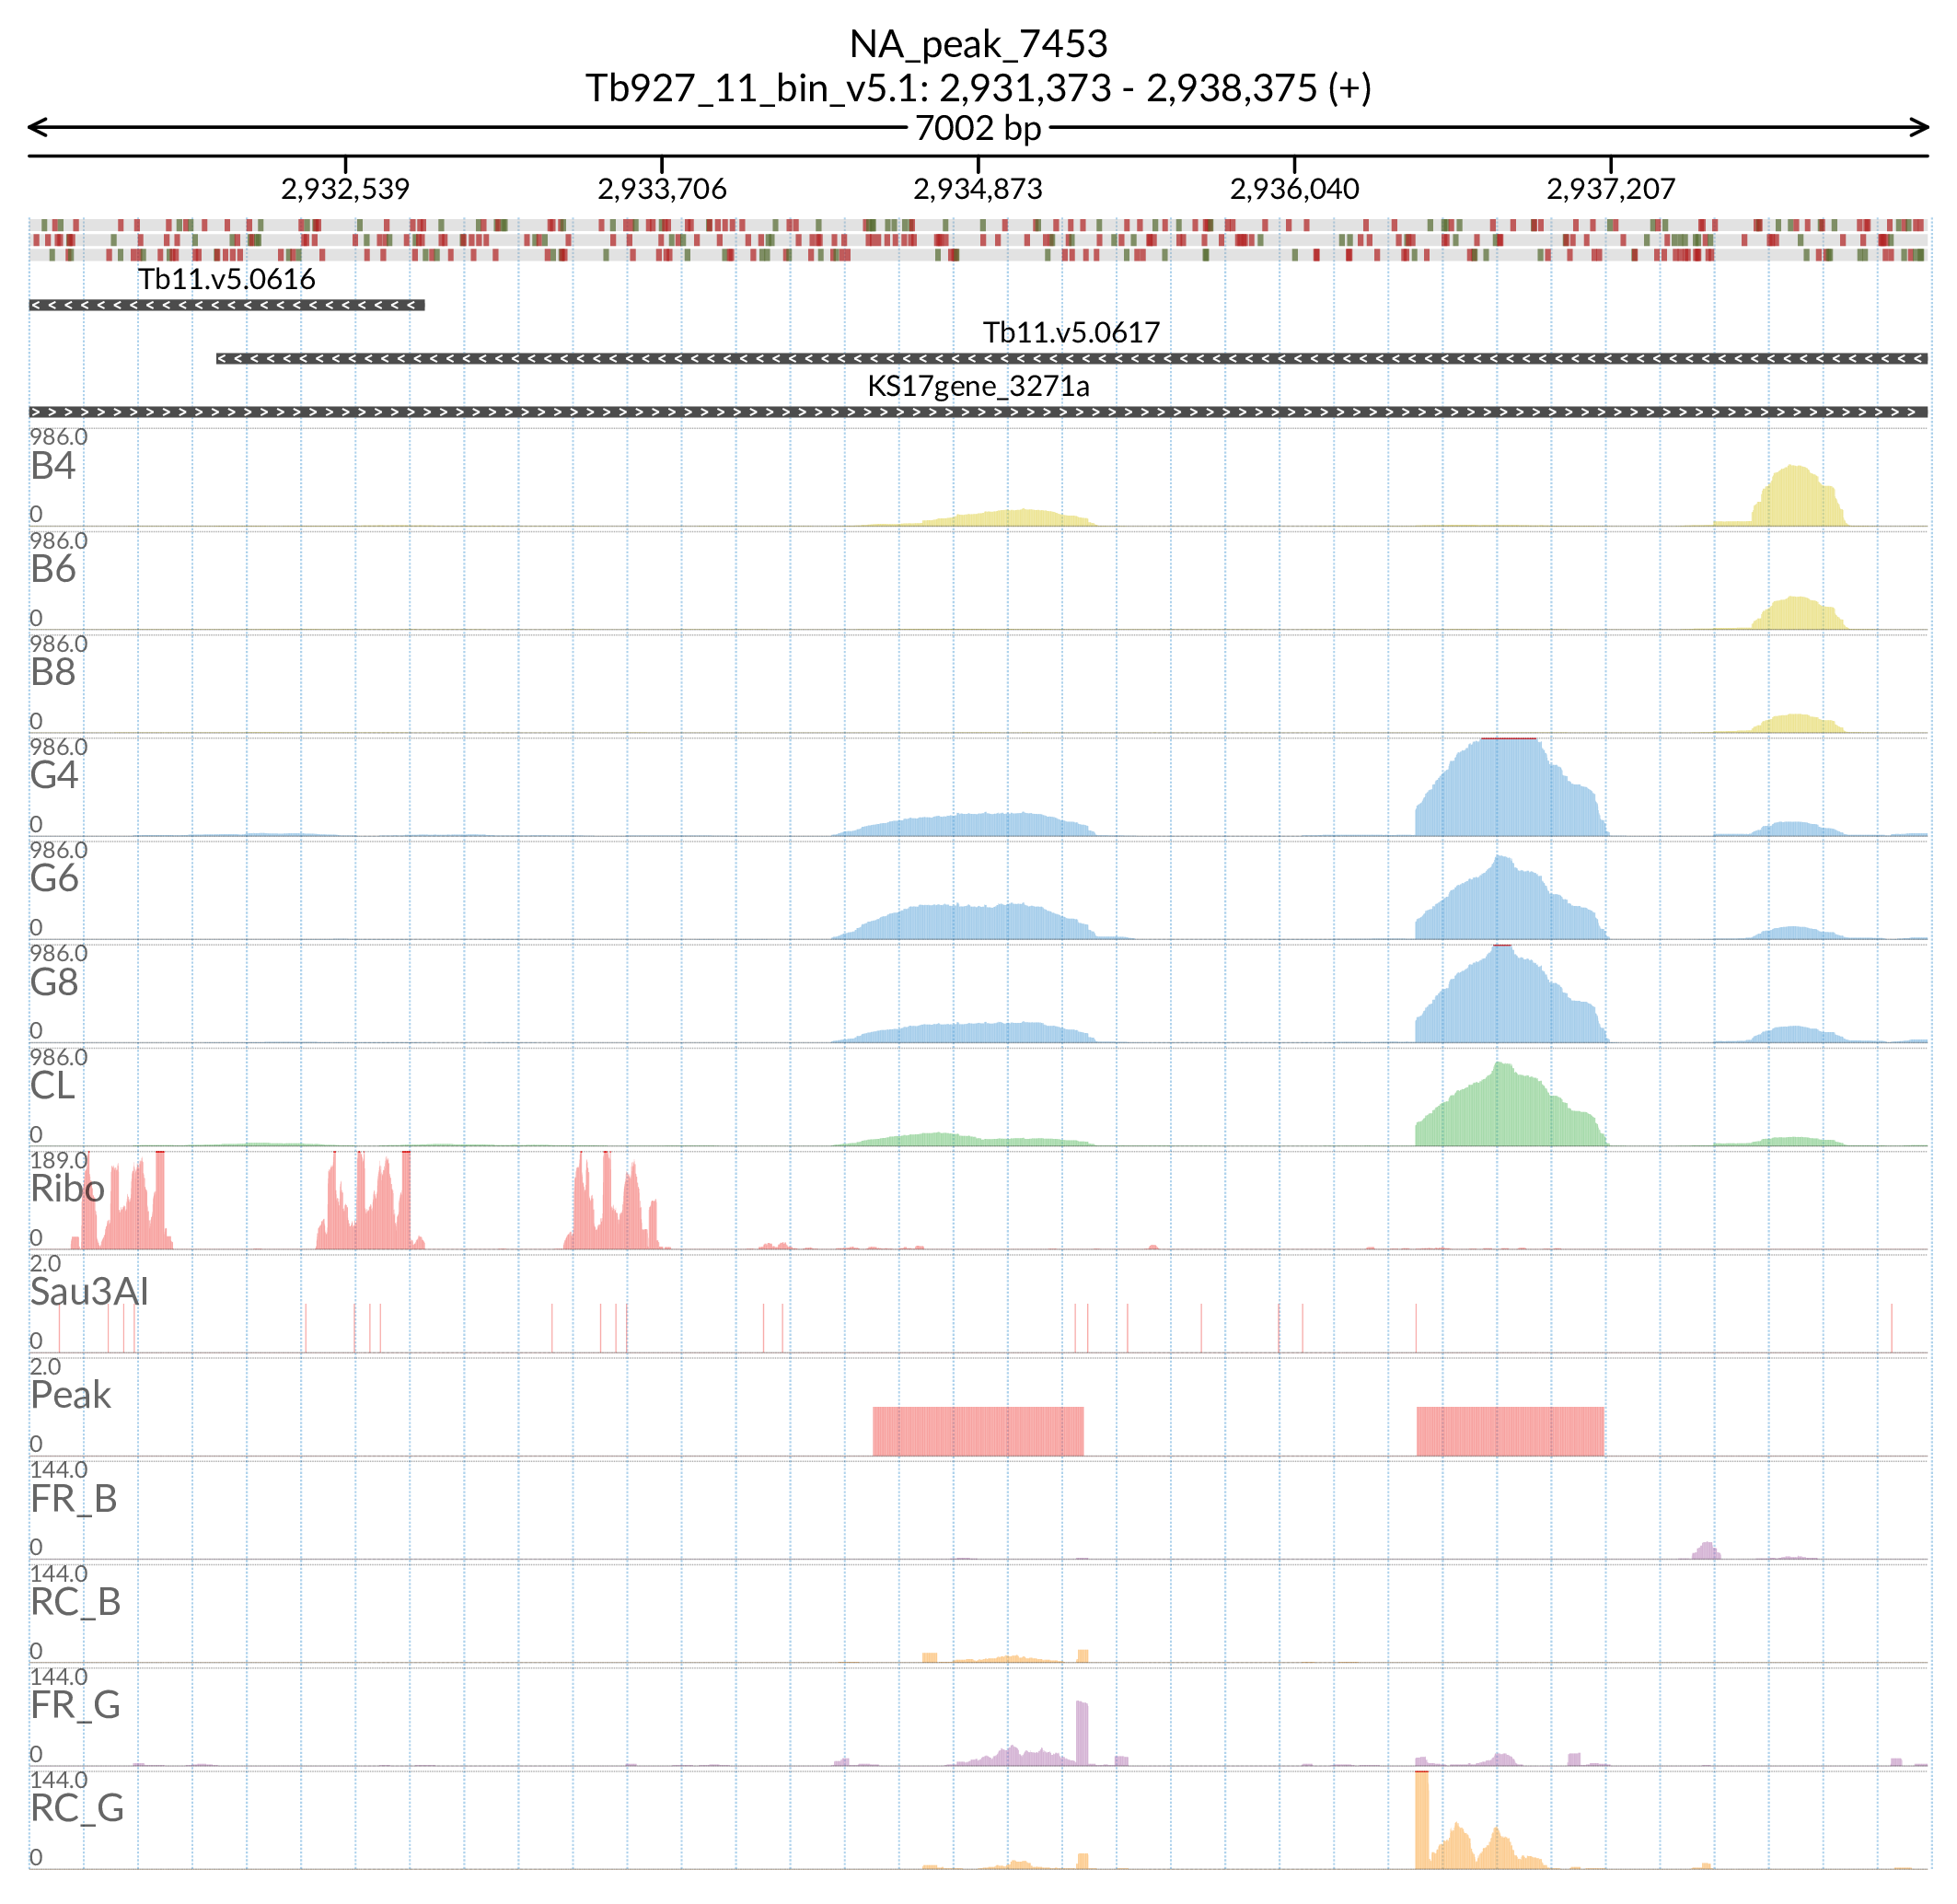 NA_peak_7453
Tb927_11_bin_v5.1: 2,931,373 - 2,938,375 (+)
7002 bp
2,932,539 2,933,706 2,934,873 2,936,040 2,937,207
Tb11.v5.0616
Tb11.v5.0617
KS17gene_3271a
986.0
B4
0
986.0
B6
0
986.0
B8
0
986.0
G4
0
986.0
G6
0
986.0
G8
0
986.0
CL
0
189.0
Ribo
0
2.0
Sau3AI
0
2.0
Peak
0
144.0
FR_B
0
144.0
RC_B
0
144.0
FR_G
0
144.0
RC_G
0